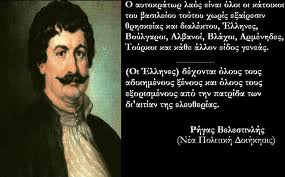 Ο αυτοκράτωρ λαὸς είναι όλοι οι κάτοικοι
του βασιλείου τούτου χωρίς εξαίρεσιν
θρησκείας και διαλέκτου, Έλληνες,
Βούλγαροι, Αλβανοί, Βλάχοι, Αρμένηδες,
Τούρκοι και κάθε άλλον είδος γενεάς.
(Οι Έλληνες) δέχονται όλους τους
αδικημένους ξένους και όλους τους
εξορισμένους από την πατρίδα των
δι'αιτίαν της ελευθερίας.
Ρήγας Βελεστινλής
(Νέα Πολιτική Διοίκησις)